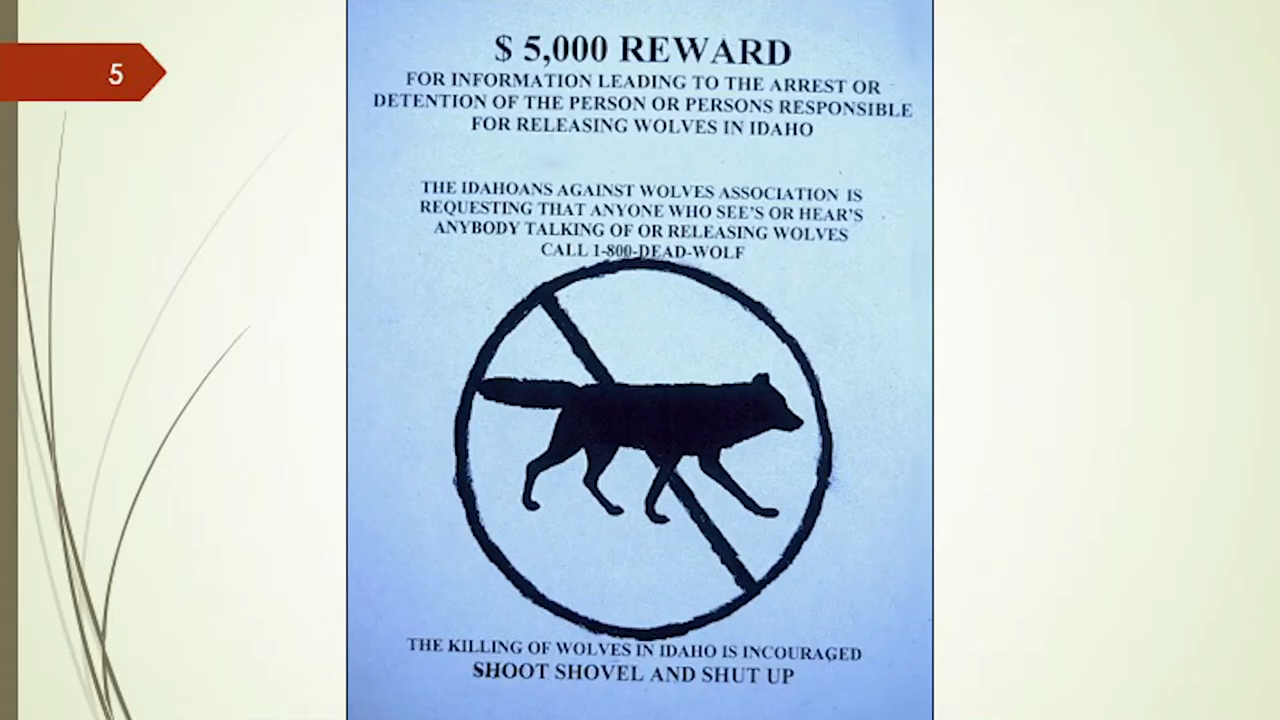 5
$ 5,000 REWARD
FOR INFORMATION LEADING TO THE ARREST OR
DETENTION OF THE PERSON OR PERSONS RESPONSIBLE
FOR RELEASING WOLVES IN IDAHO
THE IDAHOANS AGAINST WOLVES ASSOCIATION IS
REQUESTING THAT ANYONE WHO SEE'S OR HEAR'S
ANYBODY TALKING OF OR RELEASING WOLVES
CALL 1-800-DEAD-WOLF
THE KILLING OF WOLVES IN IDAHO IS INCOURAGED
SHOOT SHOVEL AND SHUT UP